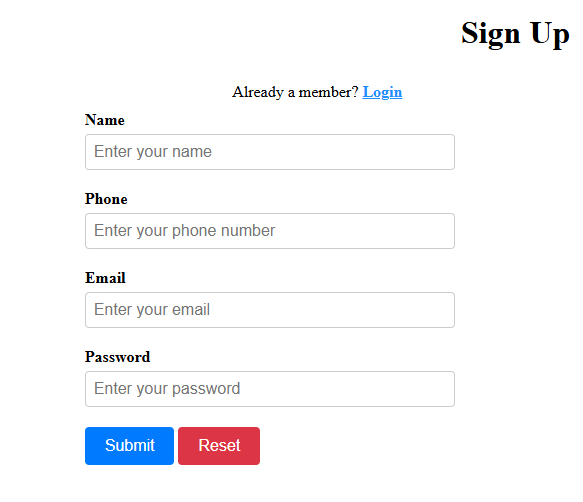 Sign Up
Already a member? Login
Name
Enter your name
Phone
Enter your phone number
Email
Enter your email
Password
Enter your password
Submit Reset